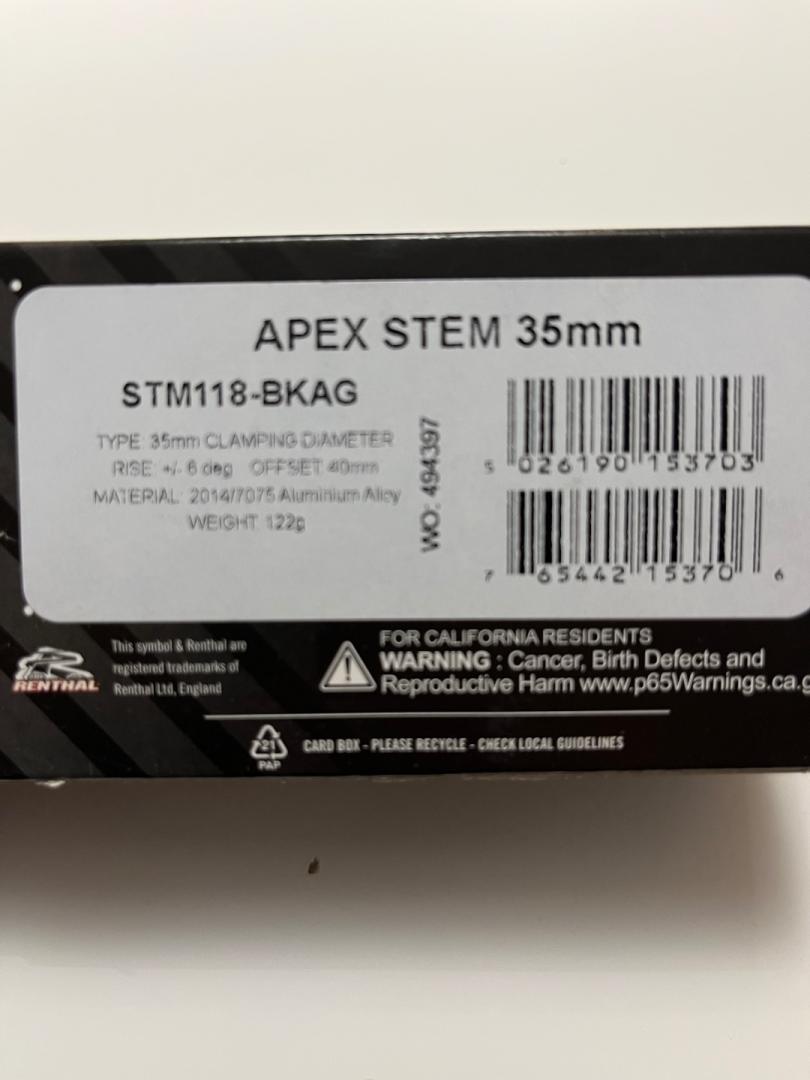 APEX STEM 35mm
STM118-BKAG
TYPE: 35mm CLAMPING DIAMETER
RISE: +/- 6 deg OFFSET 40mm
MATERIAL: 2014/7075 Aluminium Alloy
WEIGHT 122g
WO: 494397
5 026190 153703
7 65442 15370 6
RENTHAL
This symbol & Renthal are
registered trademarks of
Renthal Ltd, England
FOR CALIFORNIA RESIDENTS
WARNING : Cancer, Birth Defects and
Reproductive Harm www.p65Warnings.ca.g
21
PAP
CARD BOX - PLEASE RECYCLE - CHECK LOCAL GUIDELINES